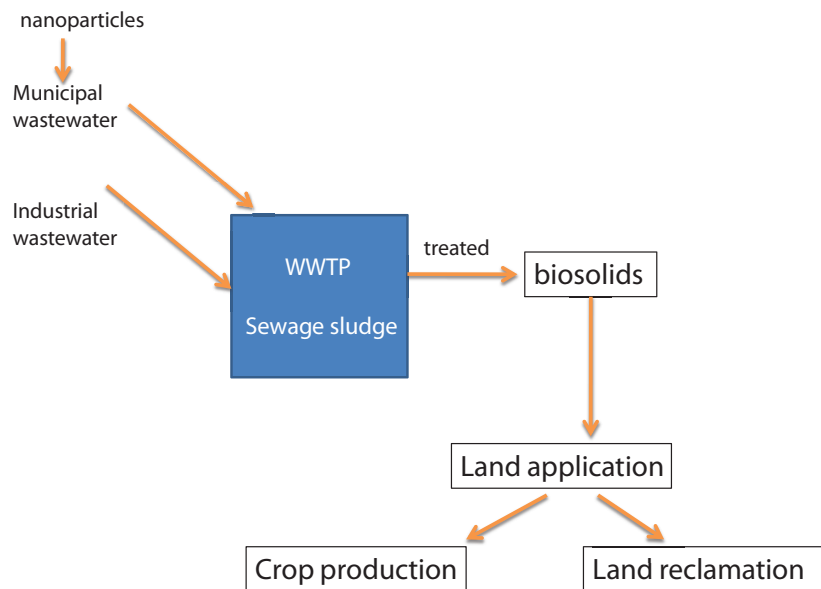 nanoparticles
Municipal
wastewater
Industrial
wastewater
WWTP
Sewage sludge
treated
biosolids
Land application
Crop production
Land reclamation